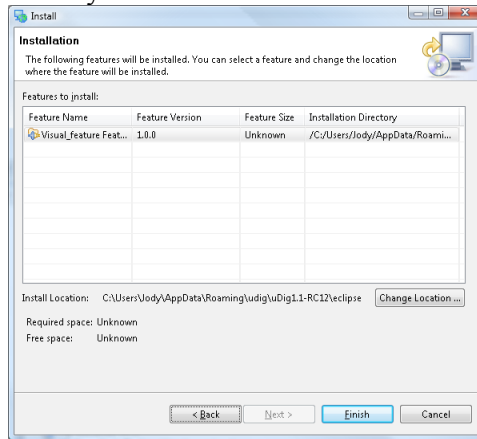 Install
Installation
The following features will be installed. You can select a feature and change the location
where the feature will be installed.
Features to install:
Feature Name Feature Version Feature Size Installation Directory
Visual_feature Feat... 1.0.0 Unknown /C:/Users/Jody/AppData/Roami...
Install Location: C:\Users\Jody\AppData\Roaming\udig\uDig1.1-RC12\eclipse Change Location ...
Required space: Unknown
Free space: Unknown
< Back Next > Finish Cancel